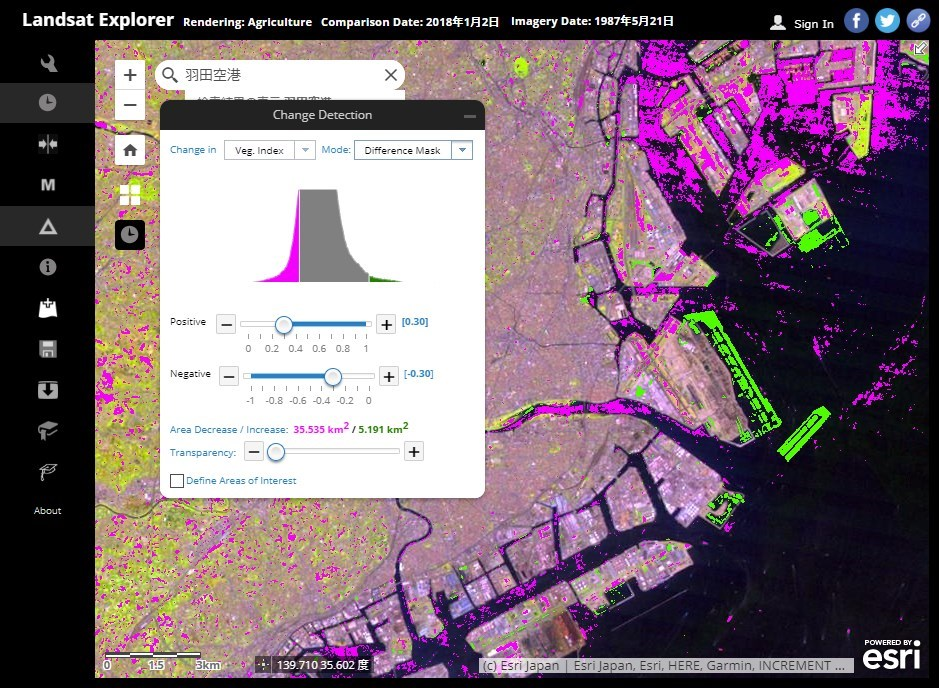 Landsat Explorer Rendering: Agriculture Comparison Date: 2018年1月2日 Imagery Date: 1987年5月21日 Sign In
羽田空港
Change Detection
Change in Veg. Index Mode: Difference Mask
M
Positive [0.30]
0 0.2 0.4 0.6 0.8 1
Negative [-0.30]
-1 -0.8 -0.6 -0.4 -0.2 0
Area Decrease / Increase: 35.535 km2 / 5.191 km2
Transparency:
Define Areas of Interest
About
0 1.5 3km
139.710 35.602 度
(c) Esri Japan | Esri Japan, Esri, HERE, Garmin, INCREMENT ...
POWERED BY
esri